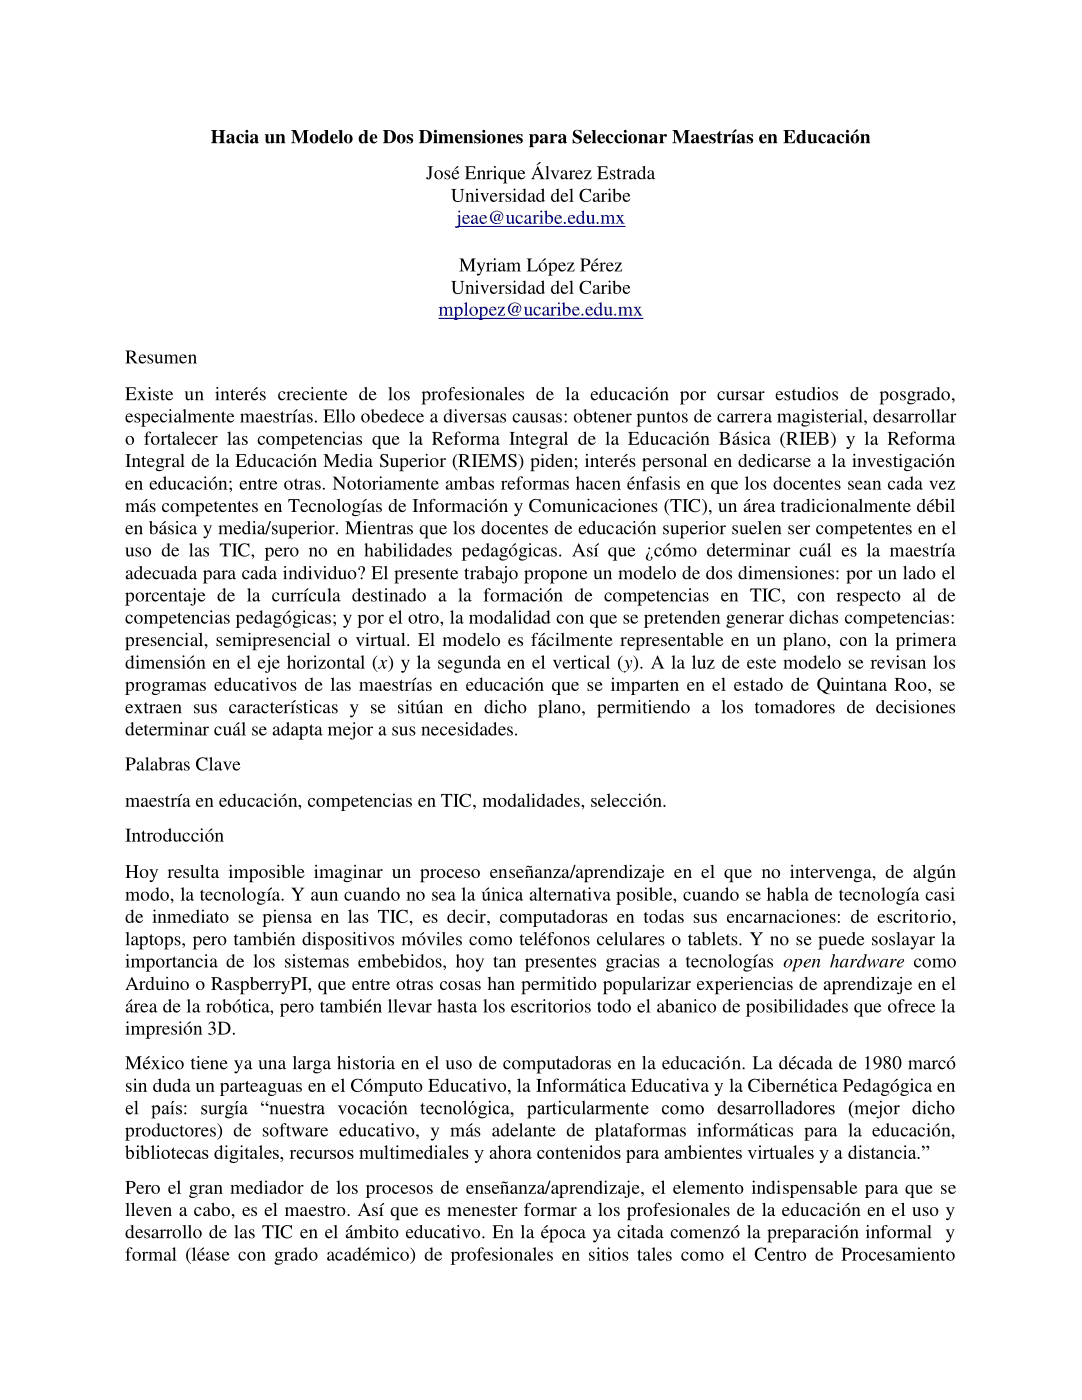 Hacia un Modelo de Dos Dimensiones para Seleccionar Maestrías en Educación
José Enrique Álvarez Estrada
Universidad del Caribe
jeae@ucaribe.edu.mx
Myriam López Pérez
Universidad del Caribe
mplopez@ucaribe.edu.mx
Resumen
Existe un interés creciente de los profesionales de la educación por cursar estudios de posgrado,
especialmente maestrías. Ello obedece a diversas causas: obtener puntos de carrera magisterial, desarrollar
o fortalecer las competencias que la Reforma Integral de la Educación Básica (RIEB) y la Reforma
Integral de la Educación Media Superior (RIEMS) piden; interés personal en dedicarse a la investigación
en educación; entre otras. Notoriamente ambas reformas hacen énfasis en que los docentes sean cada vez
más competentes en Tecnologías de Información y Comunicaciones (TIC), un área tradicionalmente débil
en básica y media/superior. Mientras que los docentes de educación superior suelen ser competentes en el
uso de las TIC, pero no en habilidades pedagógicas. Así que ¿cómo determinar cuál es la maestría
adecuada para cada individuo? El presente trabajo propone un modelo de dos dimensiones: por un lado el
porcentaje de la currícula destinado a la formación de competencias en TIC, con respecto al de
competencias pedagógicas; y por el otro, la modalidad con que se pretenden generar dichas competencias:
presencial, semipresencial o virtual. El modelo es fácilmente representable en un plano, con la primera
dimensión en el eje horizontal (x) y la segunda en el vertical (y). A la luz de este modelo se revisan los
programas educativos de las maestrías en educación que se imparten en el estado de Quintana Roo, se
extraen sus características y se sitúan en dicho plano, permitiendo a los tomadores de decisiones
determinar cuál se adapta mejor a sus necesidades.
Palabras Clave
maestría en educación, competencias en TIC, modalidades, selección.
Introducción
Hoy resulta imposible imaginar un proceso enseñanza/aprendizaje en el que no intervenga, de algún
modo, la tecnología. Y aun cuando no sea la única alternativa posible, cuando se habla de tecnología casi
de inmediato se piensa en las TIC, es decir, computadoras en todas sus encarnaciones: de escritorio,
laptops, pero también dispositivos móviles como teléfonos celulares o tablets. Y no se puede soslayar la
importancia de los sistemas embebidos, hoy tan presentes gracias a tecnologías open hardware como
Arduino o RaspberryPI, que entre otras cosas han permitido popularizar experiencias de aprendizaje en el
área de la robótica, pero también llevar hasta los escritorios todo el abanico de posibilidades que ofrece la
impresión 3D.
México tiene ya una larga historia en el uso de computadoras en la educación. La década de 1980 marcó
sin duda un parteaguas en el Cómputo Educativo, la Informática Educativa y la Cibernética Pedagógica en
el país: surgía “nuestra vocación tecnológica, particularmente como desarrolladores (mejor dicho
productores) de software educativo, y más adelante de plataformas informáticas para la educación,
bibliotecas digitales, recursos multimediales y ahora contenidos para ambientes virtuales y a distancia.”
Pero el gran mediador de los procesos de enseñanza/aprendizaje, el elemento indispensable para que se
lleven a cabo, es el maestro. Así que es menester formar a los profesionales de la educación en el uso y
desarrollo de las TIC en el ámbito educativo. En la época ya citada comenzó la preparación informal y
formal (léase con grado académico) de profesionales en sitios tales como el Centro de Procesamiento